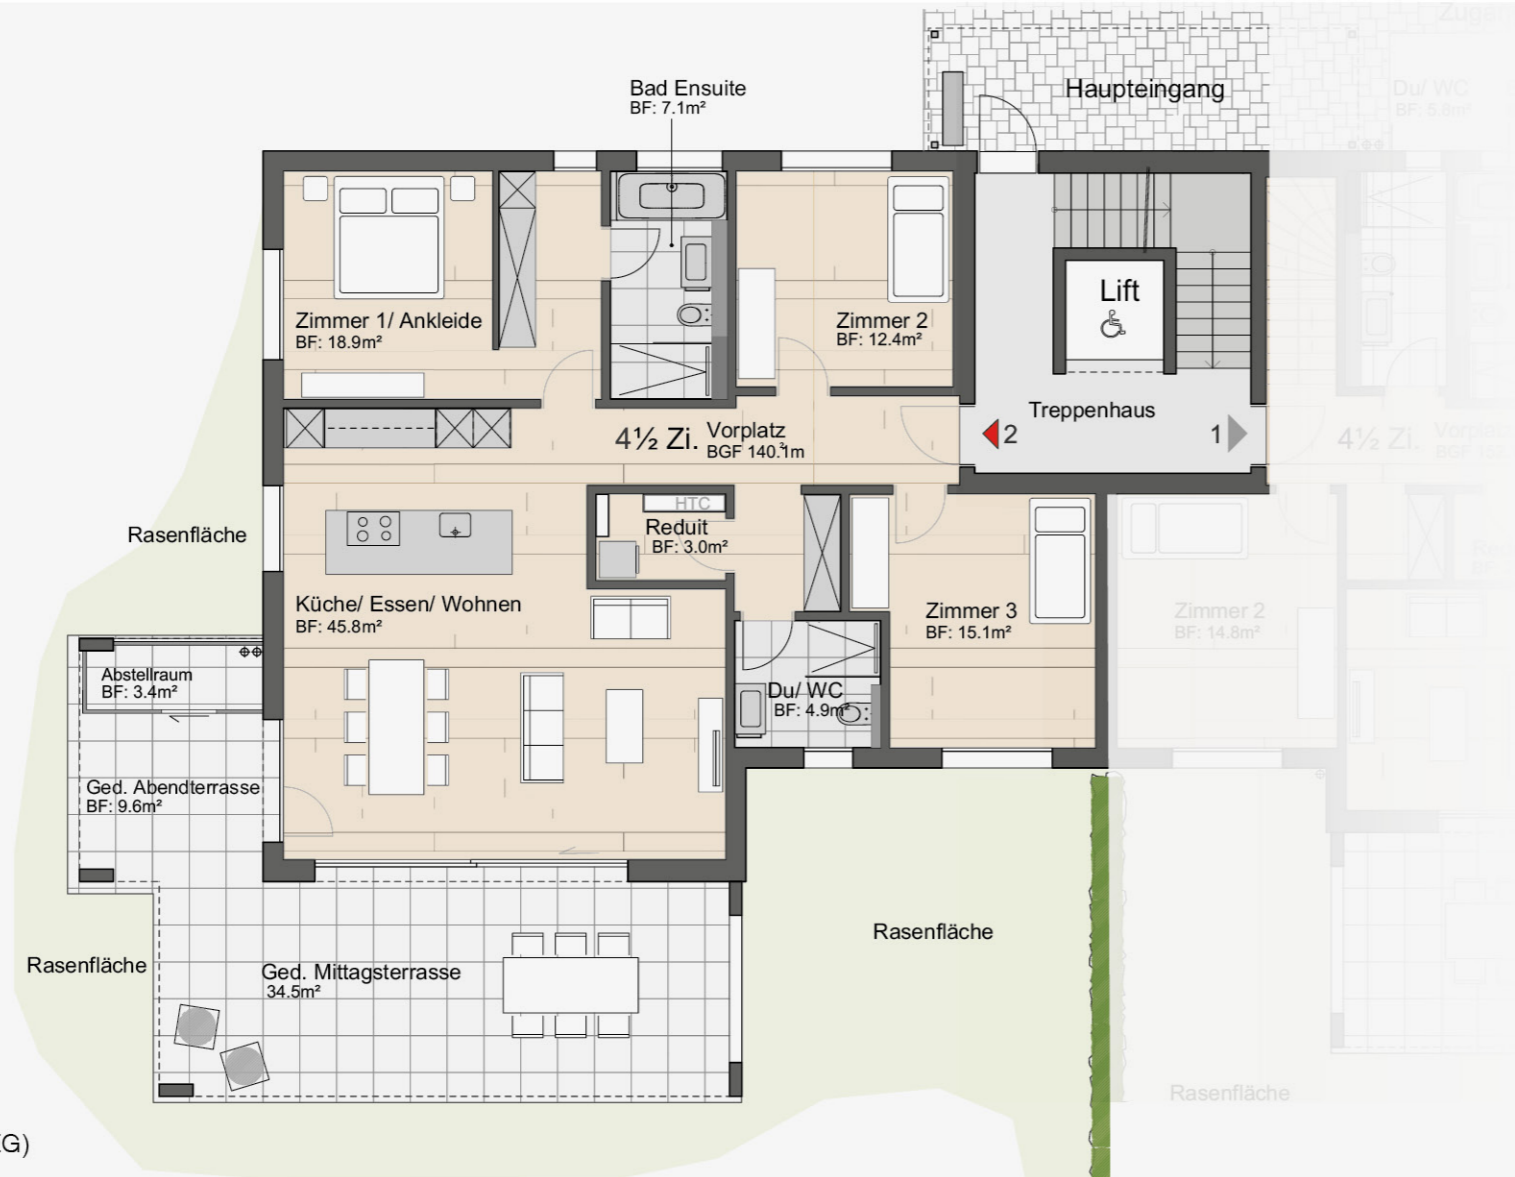 Zuga
Bad Ensuite
BF: 7.1m²
Haupteingang
Du/ WC
BF: 5.8m²
Zimmer 1/ Ankleide
BF: 18.9m²
Zimmer 2
BF: 12.4m²
Lift
Treppenhaus
2
1
4½ Zi.
Vorplatz
BGF 140.1m²
4½ Zi.
Vorplatz
BGF 152
HTC
Reduit
BF: 3.0m²
Rasenfläche
Küche/ Essen/ Wohnen
BF: 45.8m²
Zimmer 3
BF: 15.1m²
Zimmer 2
BF: 14.8m²
Abstellraum
BF: 3.4m²
Du/ WC
BF: 4.9m²
Ged. Abendterrasse
BF: 9.6m²
Rasenfläche
Rasenfläche
Ged. Mittagsterrasse
34.5m²
Rasenfläche
G)